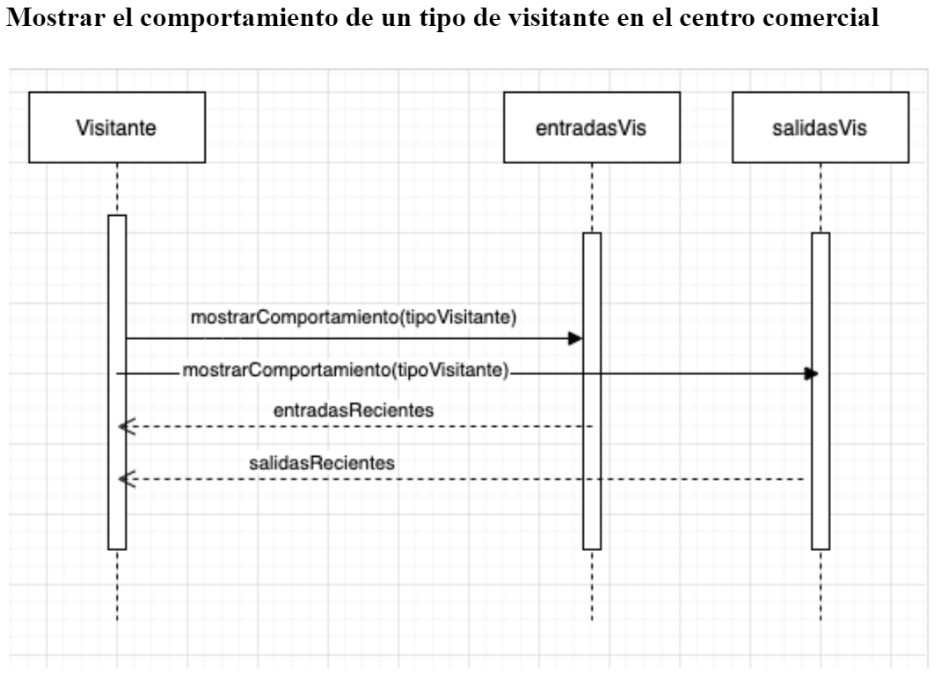 Mostrar el comportamiento de un tipo de visitante en el centro comercial
Visitante
entradasVis
salidasVis
mostrarComportamiento(tipoVisitante)
mostrarComportamiento(tipoVisitante)
entradasRecientes
salidasRecientes